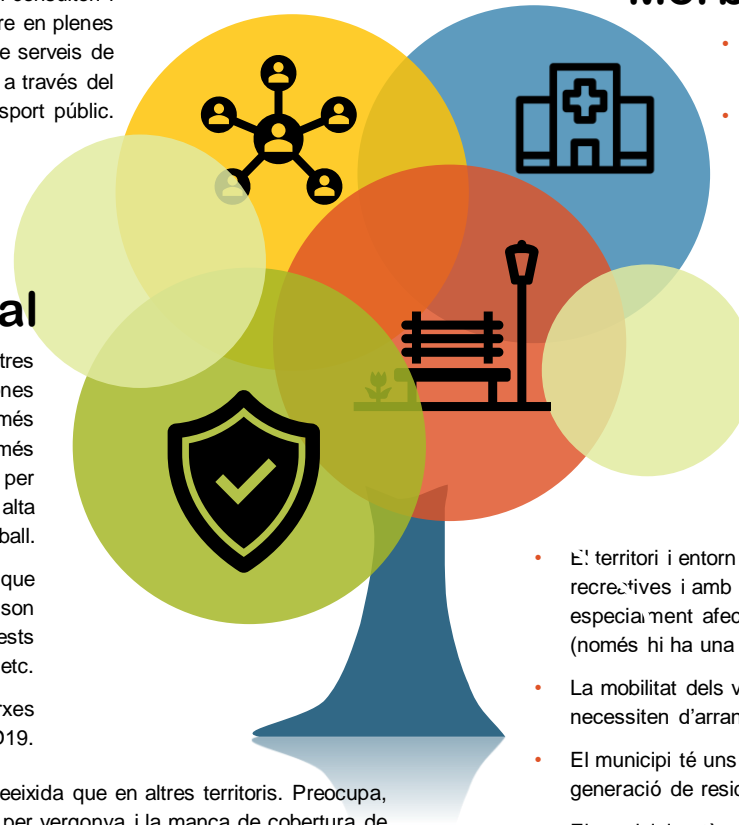 consulten i
re en plenes
e serveis de
a través del
sport públic.
al
tres
nes
més
més
per
alta
ball.
que
son
ests
etc.
rxes
D19.
eeixida que en altres territoris. Preocupa,
per vergonya i la manca de cobertura de
• El territori i entorn
recreatives i amb
especialment afec
(només hi ha una
• La mobilitat dels v
necessiten d’arran
• El municipi té uns
generació de resid